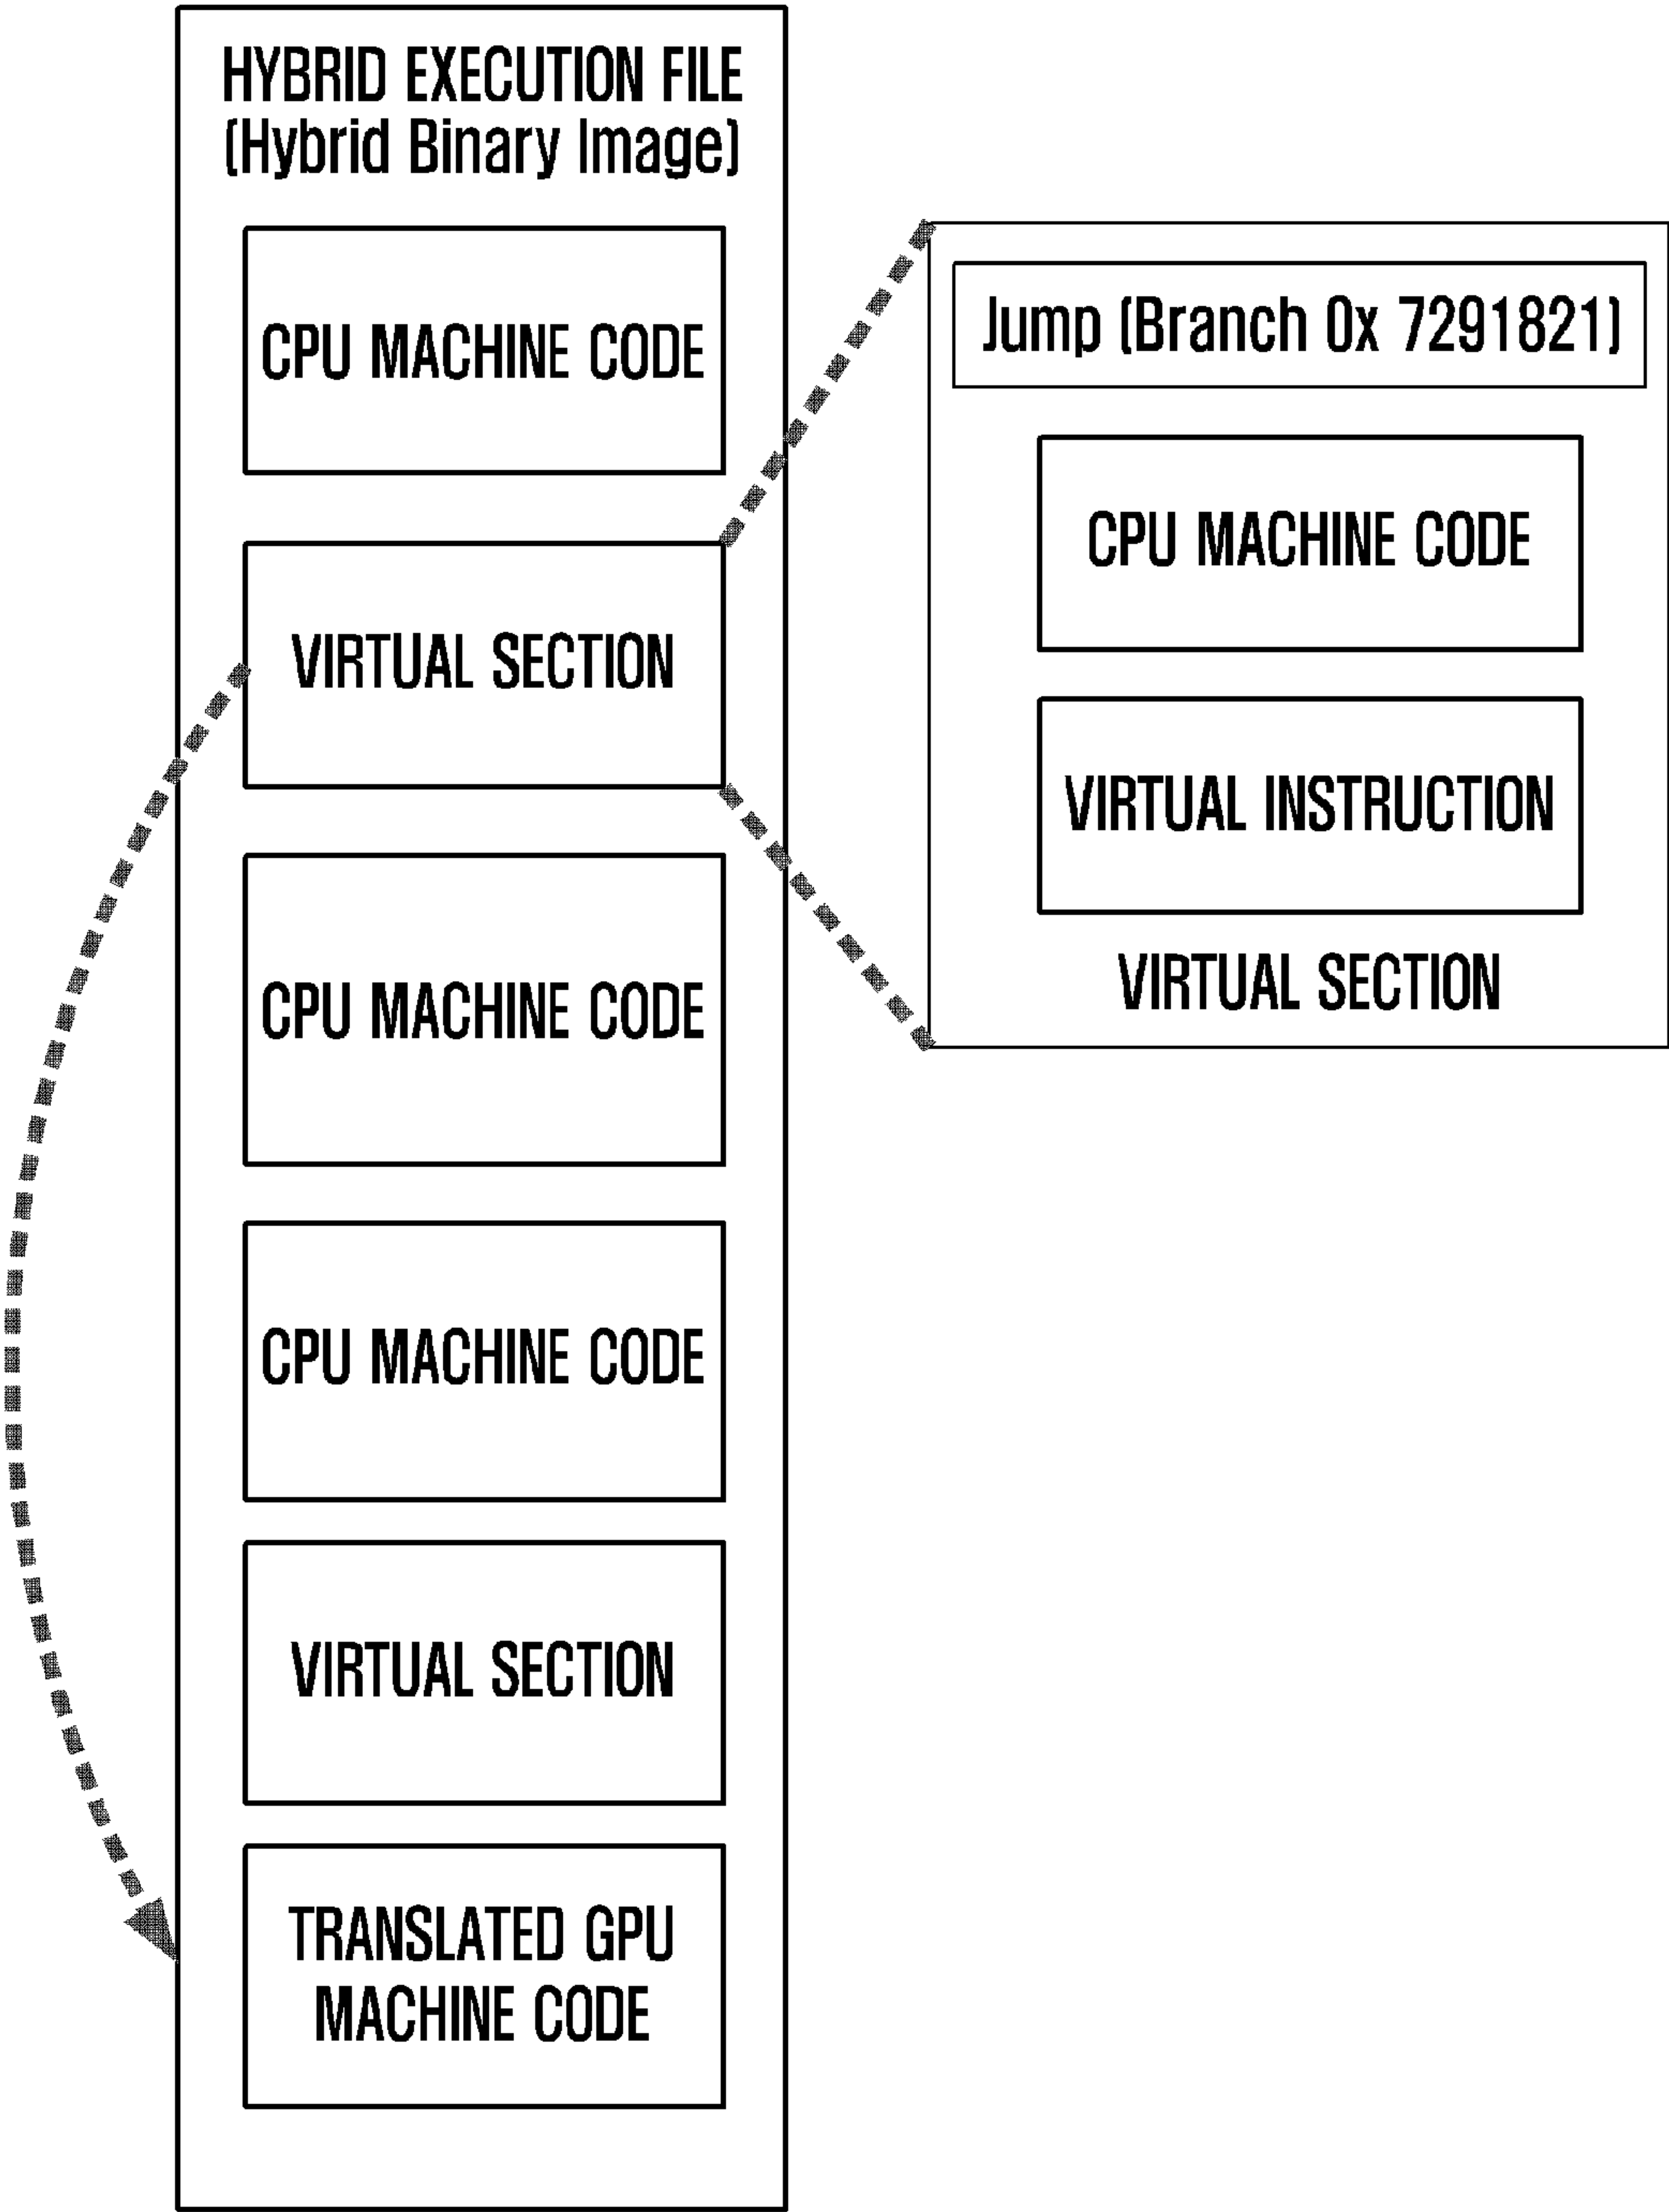 HYBRID EXECUTION FILE
(Hybrid Binary Image)
CPU MACHINE CODE
VIRTUAL SECTION
CPU MACHINE CODE
CPU MACHINE CODE
VIRTUAL SECTION
TRANSLATED GPU
MACHINE CODE
Jump (Branch 0x 7291821)
CPU MACHINE CODE
VIRTUAL INSTRUCTION
VIRTUAL SECTION